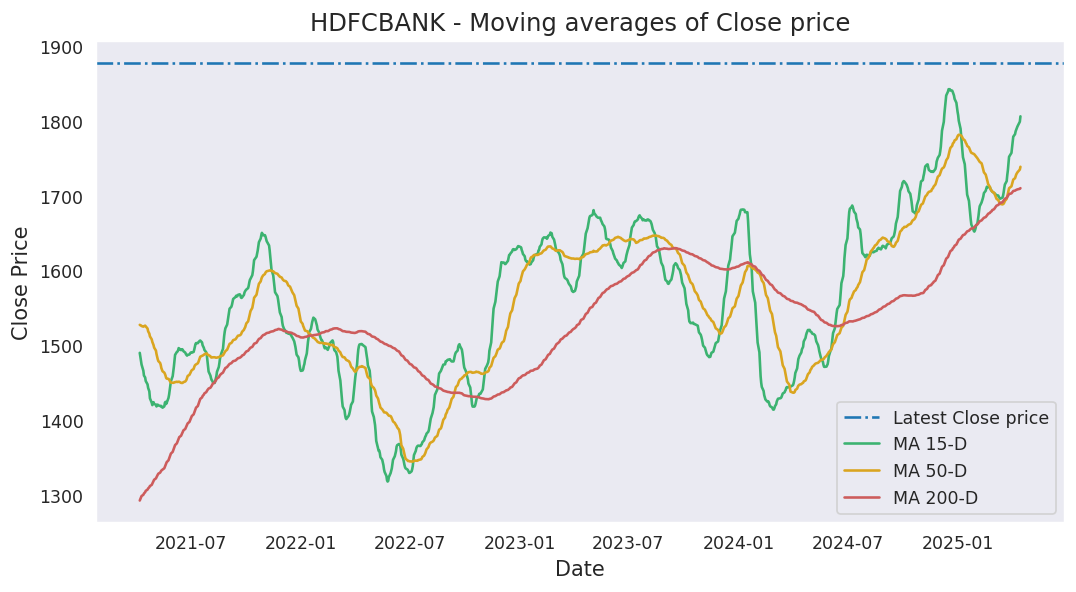 HDFCBANK - Moving averages of Close price
Close Price
1900
1800
1700
1600
1500
1400
1300
Latest Close price
MA 15-D
MA 50-D
MA 200-D
2021-07 2022-01 2022-07 2023-01 2023-07 2024-01 2024-07 2025-01
Date